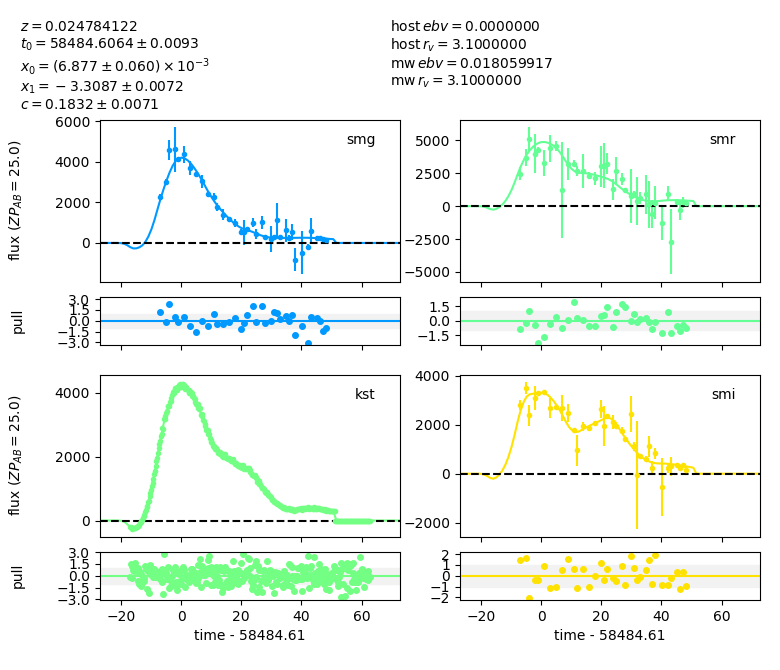 z = 0.024784122
t₀ = 58484.6064 ± 0.0093
x₀ = (6.877 ± 0.060) × 10⁻³
x₁ = −3.3087 ± 0.0072
c = 0.1832 ± 0.0071
host ebv = 0.0000000
host r_v = 3.1000000
mw ebv = 0.018059917
mw r_v = 3.1000000
flux (ZP_AB = 25.0)
6000
4000
2000
0
smg
5000
2500
0
−2500
−5000
smr
pull
3.0
1.5
0.0
−1.5
−3.0
1.5
0.0
−1.5
flux (ZP_AB = 25.0)
4000
2000
0
kst
4000
2000
0
−2000
smi
pull
3.0
1.5
0.0
−1.5
−3.0
−20 0 20 40 60
time - 58484.61
2
1
0
−1
−2
−20 0 20 40 60
time - 58484.61